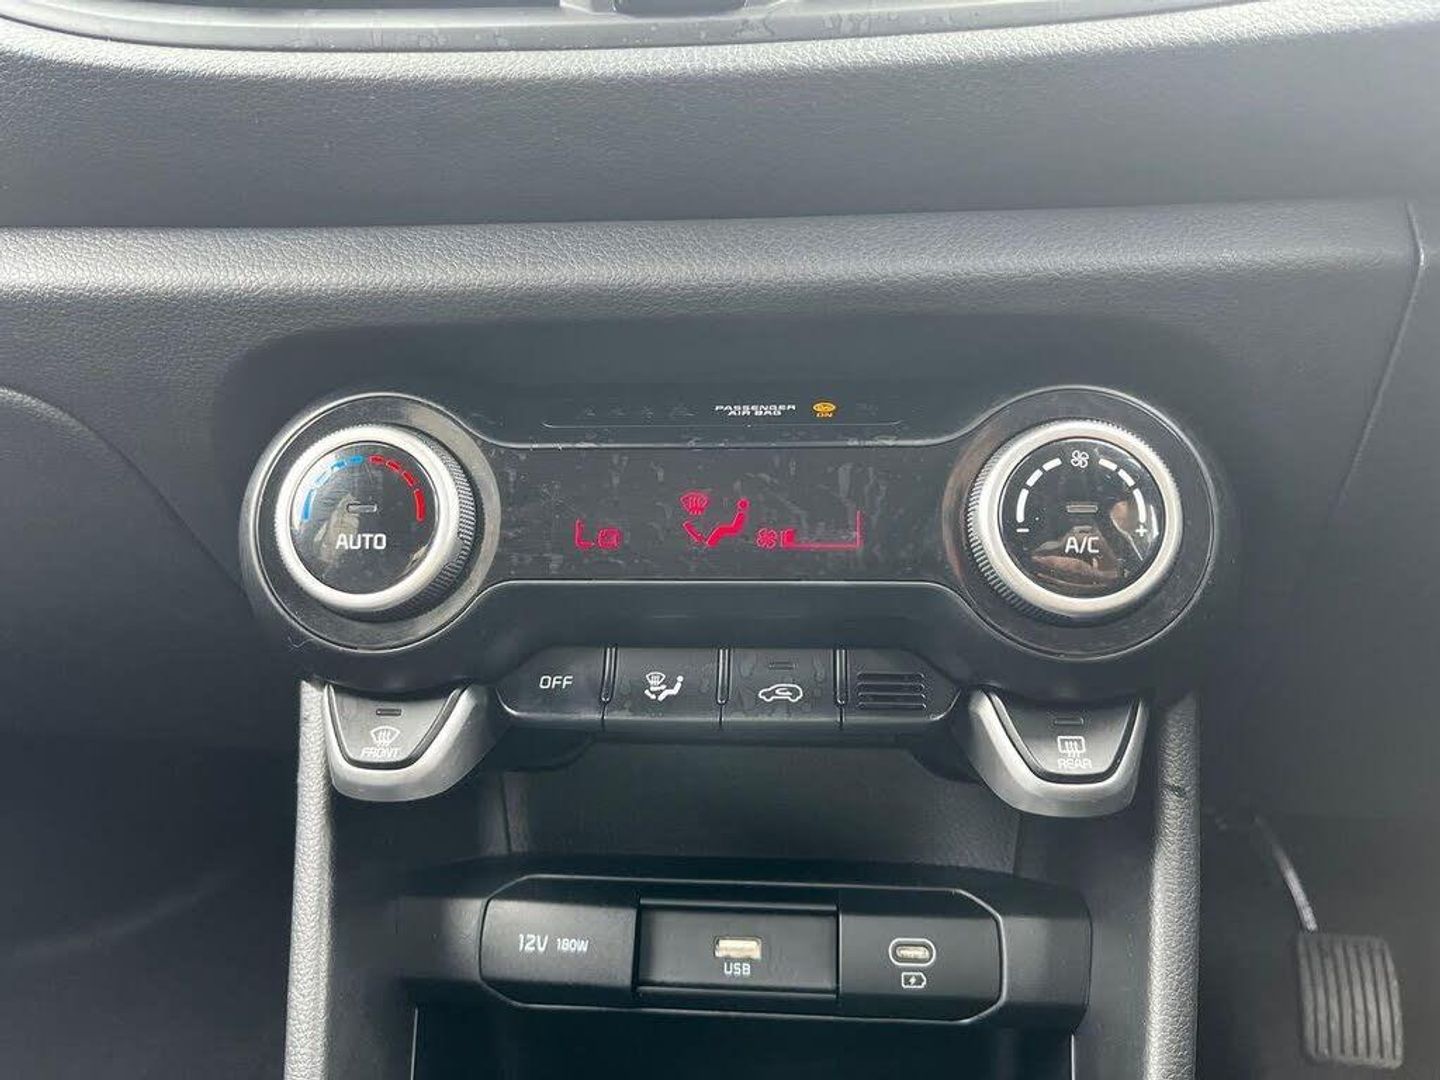 PASSENGER
AIR BAG
ON
Lo
AUTO
- +
A/C
OFF
FRONT
REAR
12V 180W
USB